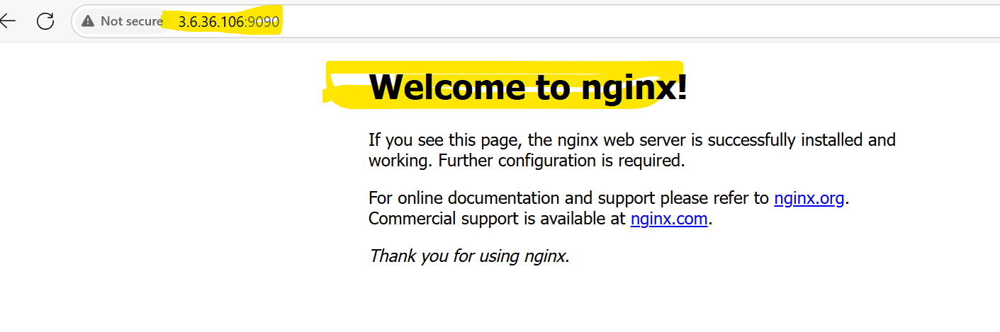 Not secure 3.6.36.106:9090
Welcome to nginx!
If you see this page, the nginx web server is successfully installed and
working. Further configuration is required.
For online documentation and support please refer to nginx.org.
Commercial support is available at nginx.com.
Thank you for using nginx.